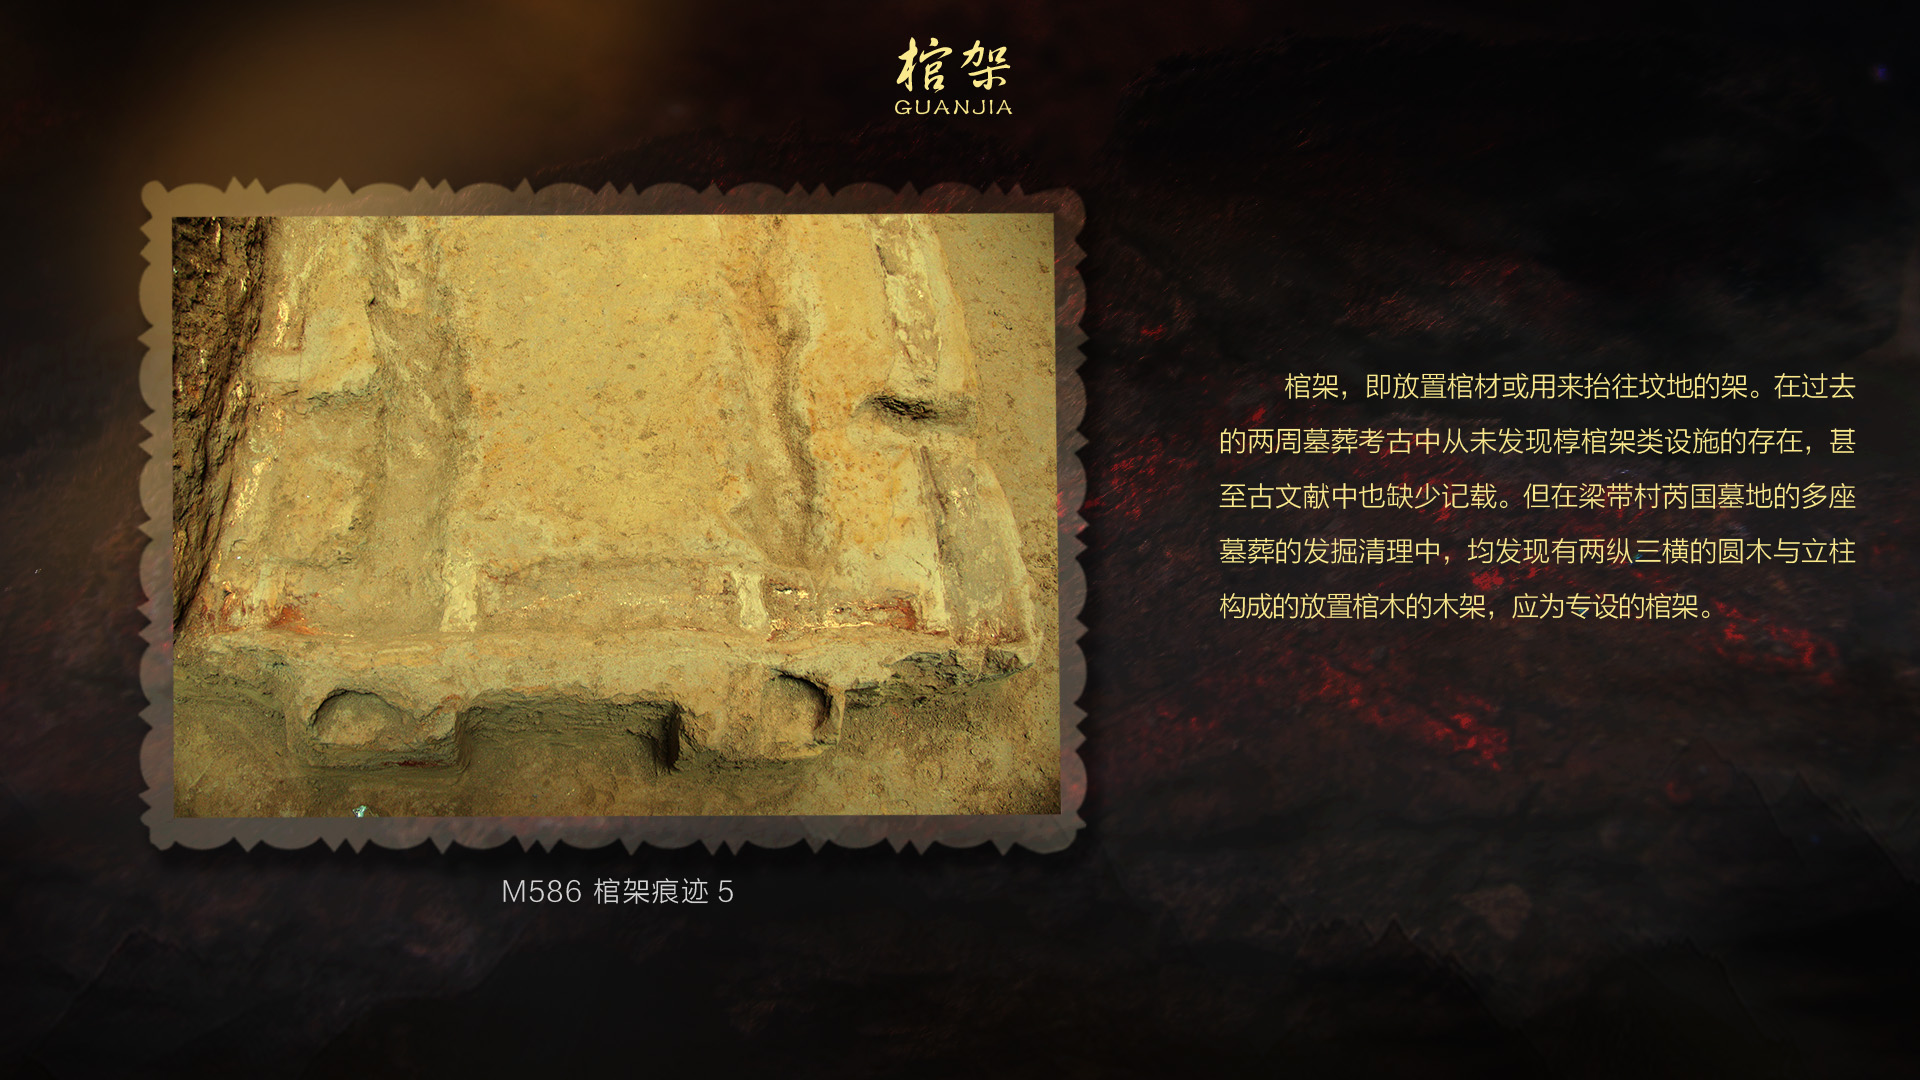 棺架
GUANJIA
棺架，即放置棺材或用来抬往坟地的架。在过去
的两周墓葬考古中从未发现椁棺架类设施的存在，甚
至古文献中也缺少记载。但在梁带村芮国墓地的多座
墓葬的发掘清理中，均发现有两纵三横的圆木与立柱
构成的放置棺木的木架，应为专设的棺架。
M586 棺架痕迹 5